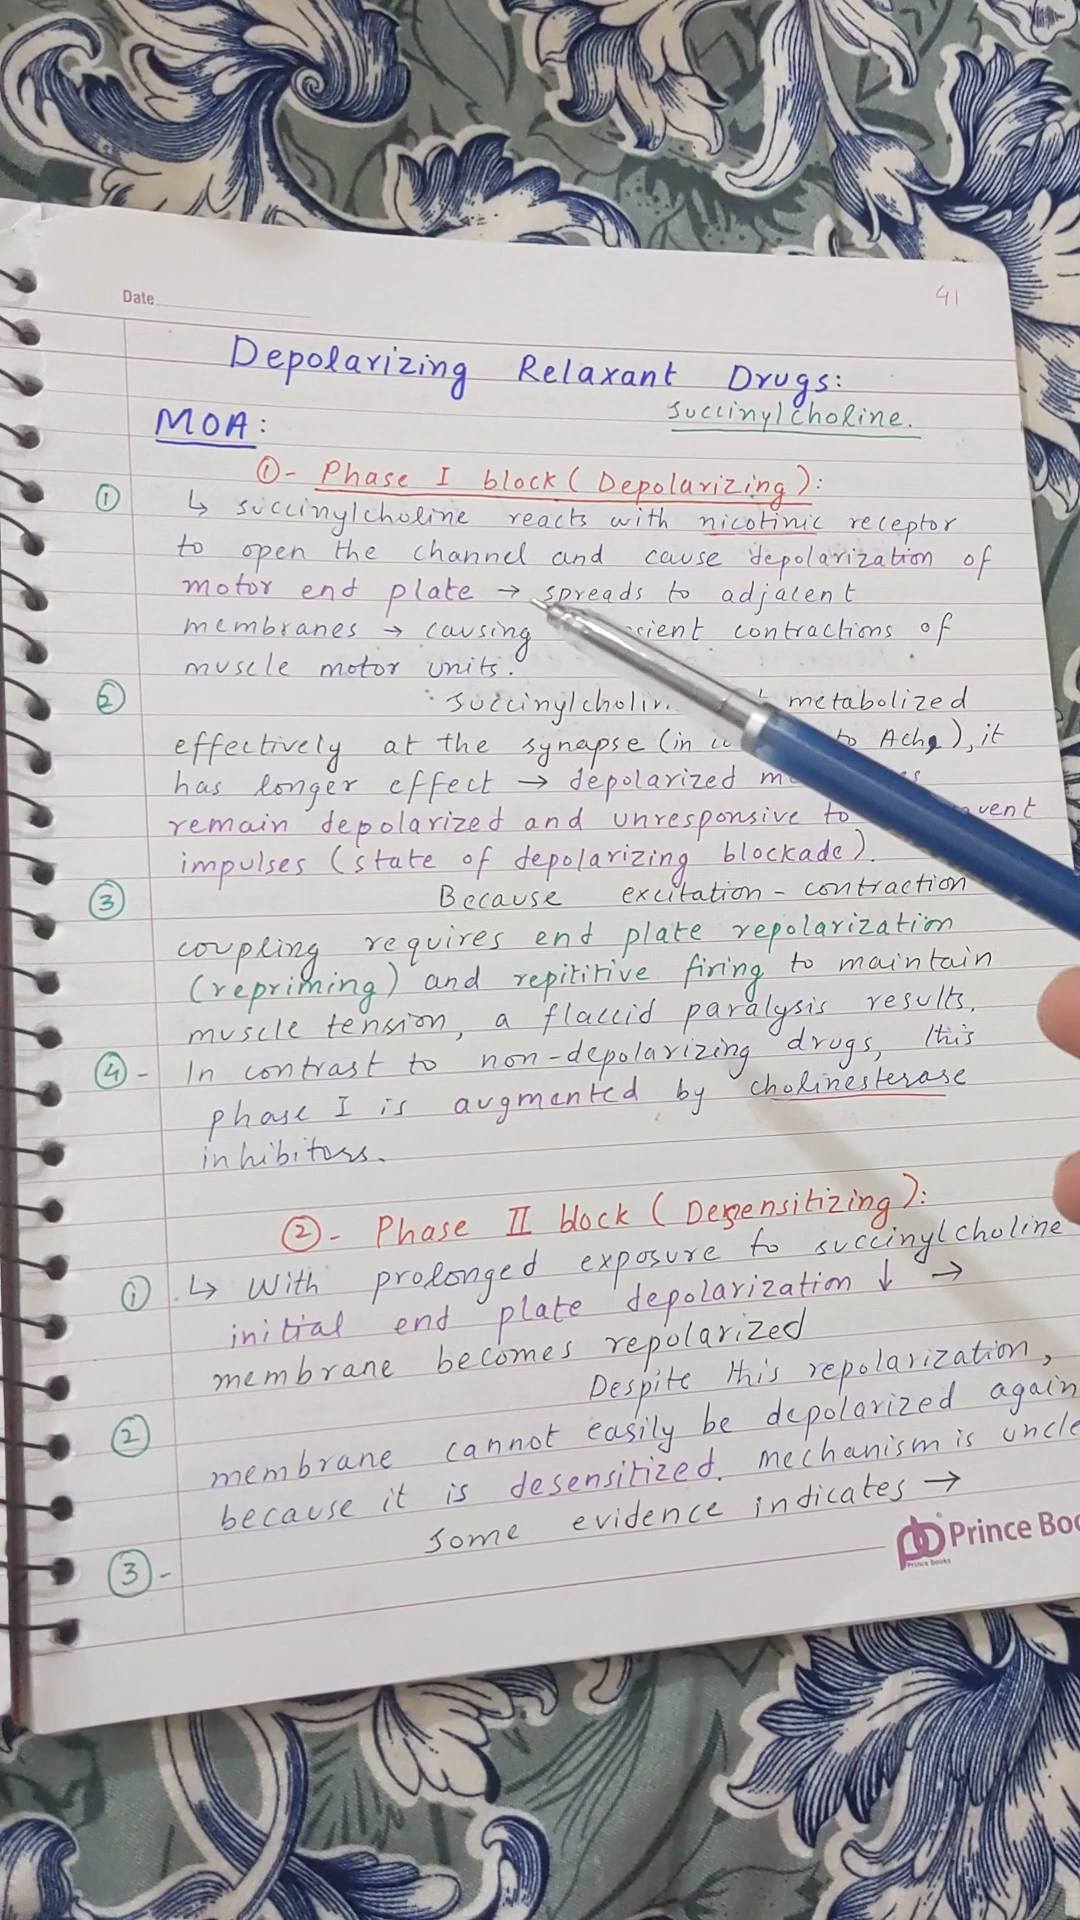 Date
41
Depolarizing Relaxant Drugs:
Succinylcholine.
MOA:
①- Phase I block (Depolarizing):
① ↳ succinylcholine reacts with nicotinic receptor
to open the channel and cause depolarization of
motor end plate → spreads to adjacent
membranes → causing contractions of
muscle motor units.
② metabolized
effectively at the synapse (in to Ach), it
has longer effect → depolarized
remain depolarized and unresponsive to
impulses (state of depolarizing blockade).
③ Because excitation - contraction
coupling requires end plate repolarization
(repriming) and repititive firing to maintain
muscle tension, a flaccid paralysis results.
④- In contrast to non-depolarizing drugs, this
phase I is augmented by cholinesterase
inhibitors.
②- Phase II block (Desensitizing):
① ↳ With prolonged exposure to succinylcholine
initial end plate depolarization ↓ →
membrane becomes repolarized
Despite this repolarization,
② membrane cannot easily be depolarized again
because it is desensitized. mechanism is
③- some evidence indicates →
Prince
Prince Books